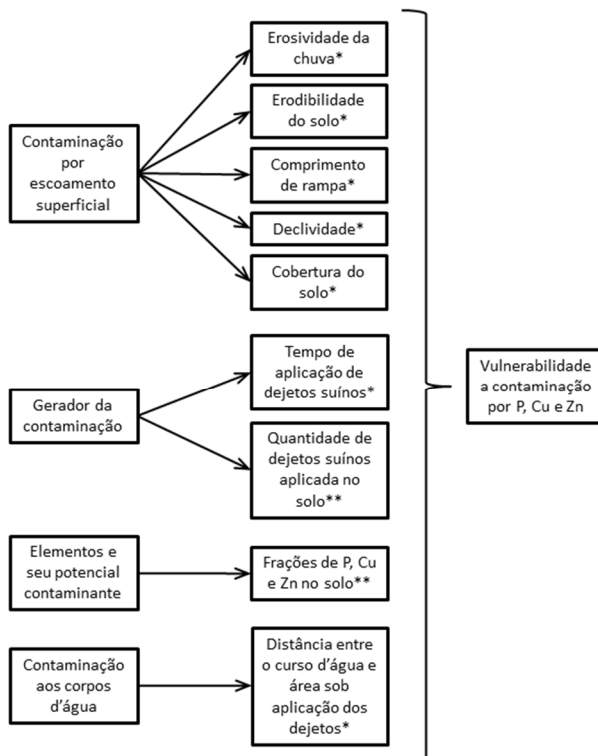 Contaminação
por
escoamento
superficial
Erosividade da
chuva*
Erodibilidade
do solo*
Comprimento
de rampa*
Declividade*
Cobertura do
solo*
Gerador da
contaminação
Tempo de
aplicação de
dejetos suínos*
Quantidade de
dejetos suínos
aplicada no
solo**
Elementos e
seu potencial
contaminante
Frações de P, Cu
e Zn no solo**
Contaminação
aos corpos
d'água
Distância entre
o curso d'água e
área sob
aplicação dos
dejetos*
Vulnerabilidade
a contaminação
por P, Cu e Zn